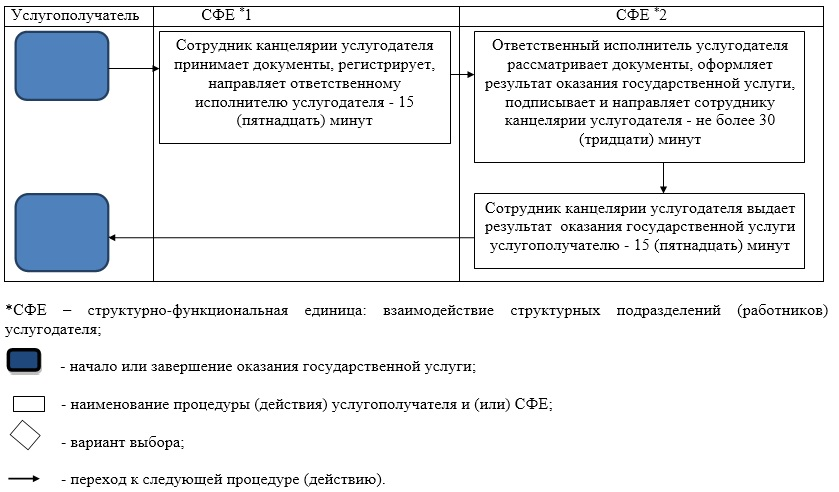 Услугополучатель
СФЕ *1
СФЕ *2
Сотрудник канцелярии услугодателя
принимает документы, регистрирует,
направляет ответственному
исполнителю услугодателя - 15
(пятнадцать) минут
Ответственный исполнитель услугодателя
рассматривает документы, оформляет
результат оказания государственной услуги,
подписывает и направляет сотруднику
канцелярии услугодателя - не более 30
(тридцати) минут
Сотрудник канцелярии услугодателя выдает
результат оказания государственной услуги
услугополучателю - 15 (пятнадцать) минут
*СФЕ – структурно-функциональная единица: взаимодействие структурных подразделений (работников)
услугодателя;
- начало или завершение оказания государственной услуги;
- наименование процедуры (действия) услугополучателя и (или) СФЕ;
- вариант выбора;
- переход к следующей процедуре (действию).